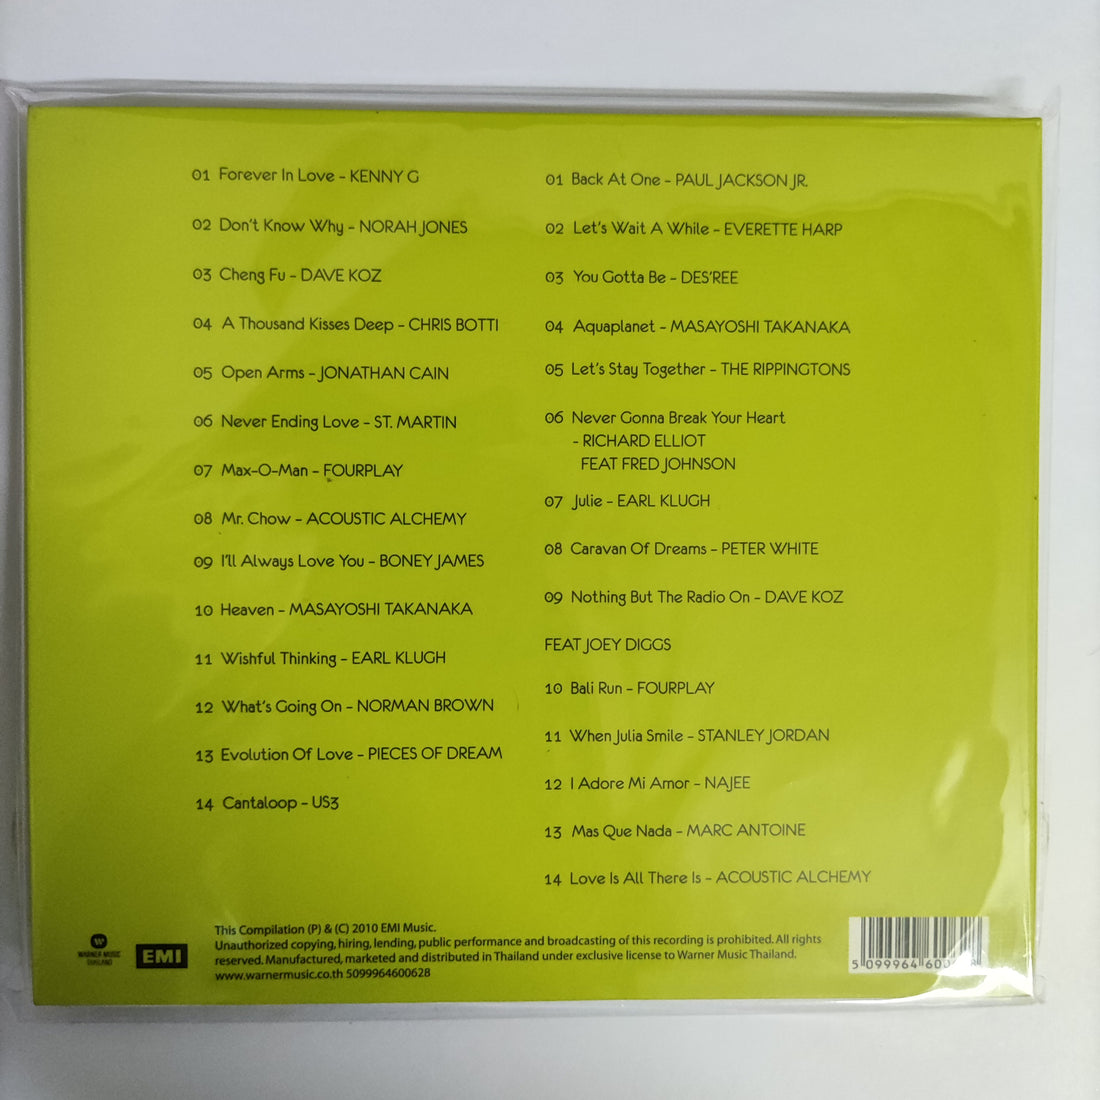 01 Forever In Love - KENNY G
02 Don't Know Why - NORAH JONES
03 Cheng Fu - DAVE KOZ
04 A Thousand Kisses Deep - CHRIS BOTTI
05 Open Arms - JONATHAN CAIN
06 Never Ending Love - ST. MARTIN
07 Max-O-Man - FOURPLAY
08 Mr. Chow - ACOUSTIC ALCHEMY
09 I'll Always Love You - BONEY JAMES
10 Heaven - MASAYOSHI TAKANAKA
11 Wishful Thinking - EARL KLUGH
12 What's Going On - NORMAN BROWN
13 Evolution Of Love - PIECES OF DREAM
14 Cantaloop - US3
01 Back At One - PAUL JACKSON JR.
02 Let's Wait A While - EVERETTE HARP
03 You Gotta Be - DES'REE
04 Aquaplanet - MASAYOSHI TAKANAKA
05 Let's Stay Together - THE RIPPINGTONS
06 Never Gonna Break Your Heart
- RICHARD ELLIOT
FEAT FRED JOHNSON
07 Julie - EARL KLUGH
08 Caravan Of Dreams - PETER WHITE
09 Nothing But The Radio On - DAVE KOZ
FEAT JOEY DIGGS
10 Bali Run - FOURPLAY
11 When Julia Smile - STANLEY JORDAN
12 I Adore Mi Amor - NAJEE
13 Mas Que Nada - MARC ANTOINE
14 Love Is All There Is - ACOUSTIC ALCHEMY
WARNER MUSIC
THAILAND
EMI
This Compilation (P) & (C) 2010 EMI Music.
Unauthorized copying, hiring, lending, public performance and broadcasting of this recording is prohibited. All rights
reserved. Manufactured, marketed and distributed in Thailand under exclusive license to Warner Music Thailand.
www.warnermusic.co.th 5099964600628
5 099964